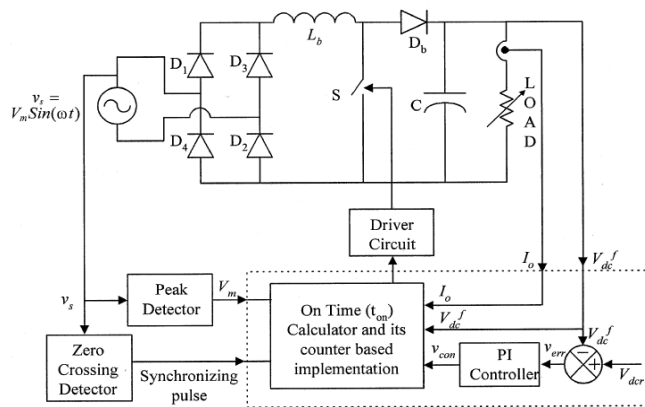 L_b
D_b
D_1
D_3
v_s =
V_m Sin(ωt)
S
C
LOAD
D_4
D_2
Driver
Circuit
I_o
V_dc^f
v_s
Peak
Detector
V_m
On Time (t_on)
Calculator and its
counter based
implementation
I_o
V_dc^f
V_dc^f
v_con
PI
Controller
v_err
−
+
V_dcr
Zero
Crossing
Detector
Synchronizing
pulse